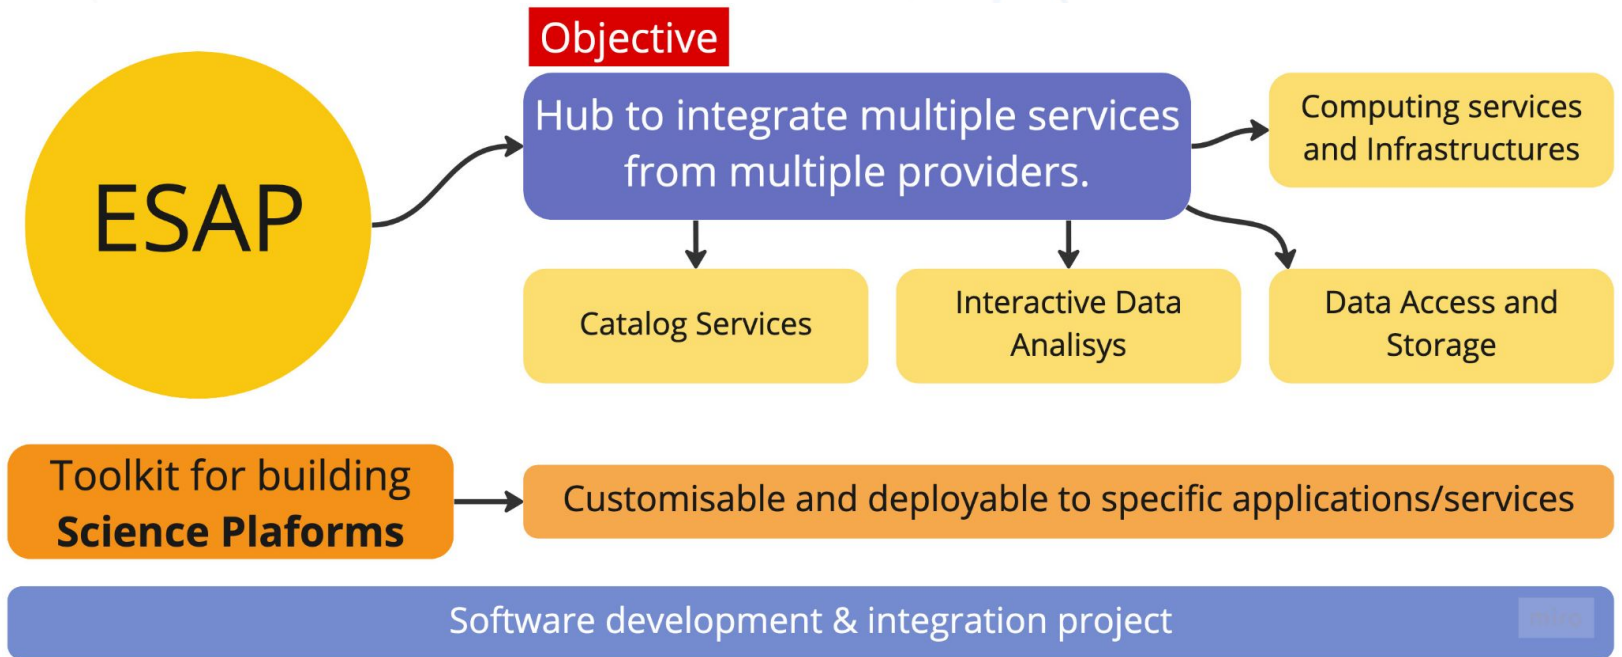 Objective
ESAP
Hub to integrate multiple services
from multiple providers.
Computing services
and Infrastructures
Catalog Services
Interactive Data
Analisys
Data Access and
Storage
Toolkit for building
Science Plaforms
Customisable and deployable to specific applications/services
Software development & integration project
miro